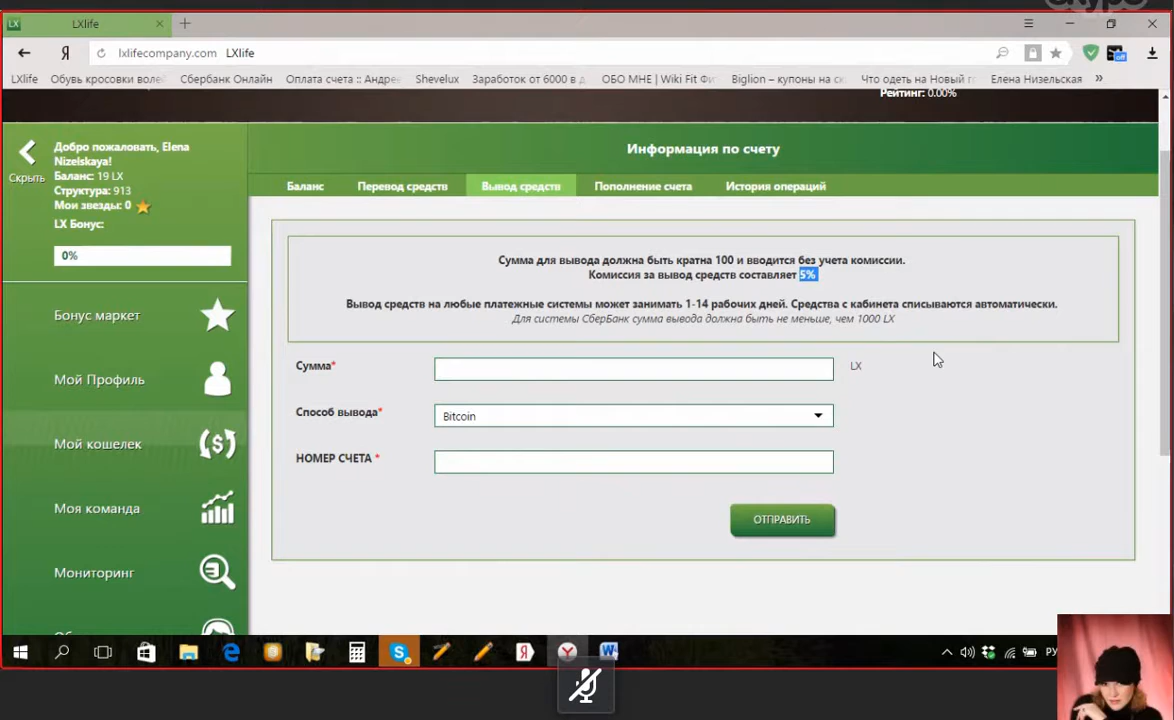 LXlife
lxlifecompany.com LXlife
LXlife Обувь кросовки воле Сбербанк Онлайн Оплата счета :: Андре Shevelux Заработок от 6000 в д ОБО МНЕ | Wiki Fit Фи Biglion – купоны на ск Что одеть на Новый г Елена Низельская »
Рейтинг: 0.00%
Скрыть
Добро пожаловать, Elena
Nizelskaya!
Баланс: 19 LX
Структура: 913
Мои звезды: 0
LX Бонус:
0%
Бонус маркет
Мой Профиль
Мой кошелек
Моя команда
Мониторинг
Информация по счету
Баланс Перевод средств Вывод средств Пополнение счета История операций
Сумма для вывода должна быть кратна 100 и вводится без учета комиссии.
Комиссия за вывод средств составляет 5%
Вывод средств на любые платежные системы может занимать 1-14 рабочих дней. Средства с кабинета списываются автоматически.
Для системы СберБанк сумма вывода должна быть не меньше, чем 1000 LX
Сумма* LX
Способ вывода* Bitcoin
НОМЕР СЧЕТА *
ОТПРАВИТЬ
РУ